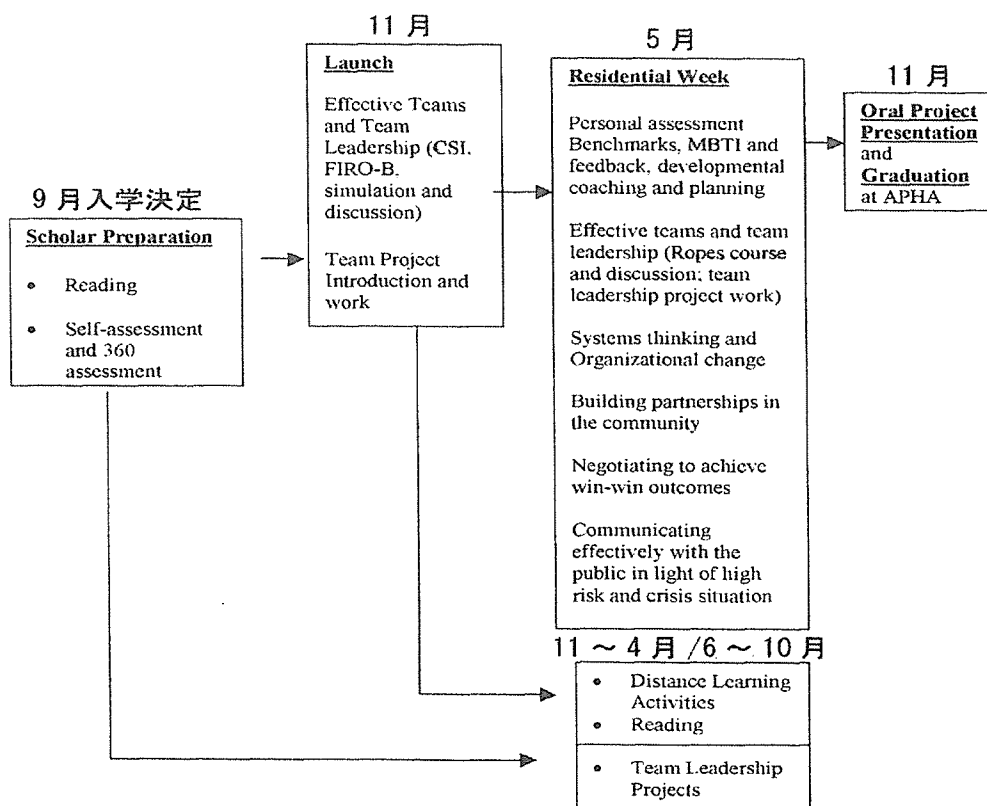 9月入学決定
Scholar Preparation
• Reading
• Self-assessment
and 360
assessment
11月
Launch
Effective Teams
and Team
Leadership (CSI.
FIRO-B.
simulation and
discussion)
Team Project
Introduction and
work
5月
Residential Week
Personal assessment
Benchmarks, MBTI and
feedback, developmental
coaching and planning
Effective teams and team
leadership (Ropes course
and discussion; team
leadership project work)
Systems thinking and
Organizational change
Building partnerships in
the community
Negotiating to achieve
win-win outcomes
Communicating
effectively with the
public in light of high
risk and crisis situation
11月
Oral Project
Presentation
and
Graduation
at APHA
11～4月/6～10月
• Distance Learning
Activities
• Reading
• Team Leadership
Projects